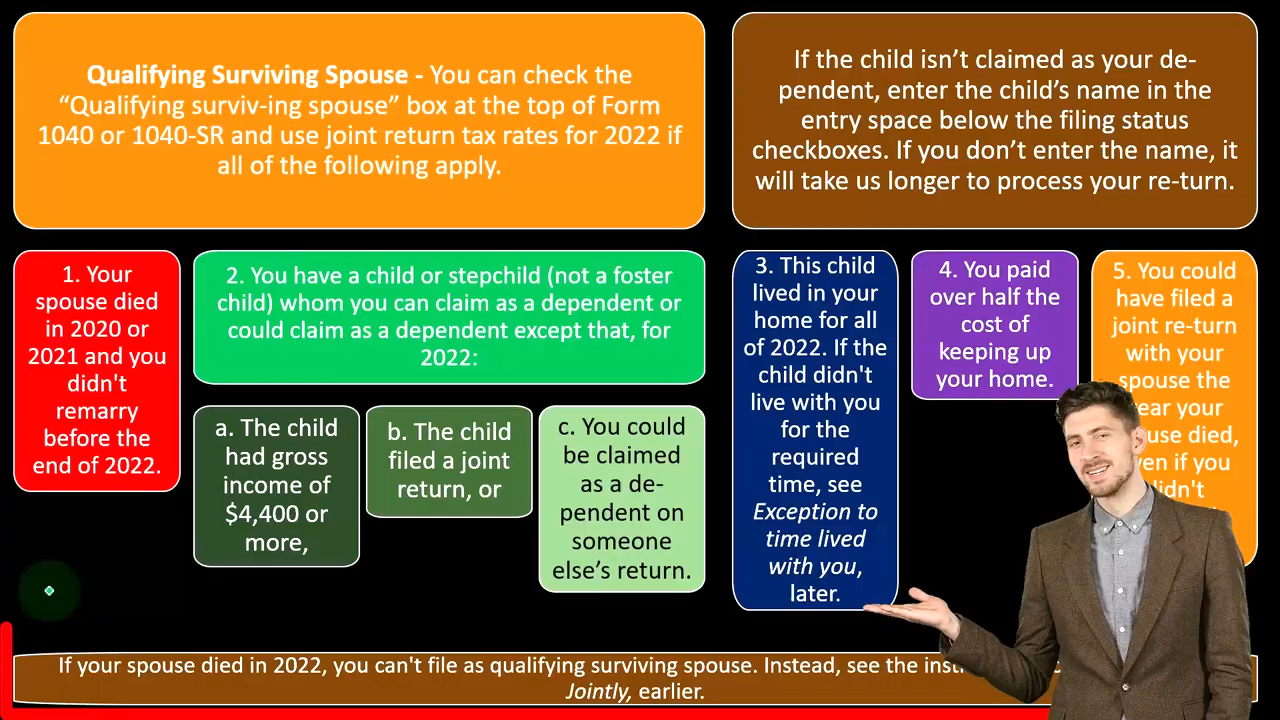 Qualifying Surviving Spouse - You can check the
“Qualifying surviv-ing spouse” box at the top of Form
1040 or 1040-SR and use joint return tax rates for 2022 if
all of the following apply.
If the child isn’t claimed as your de-
pendent, enter the child’s name in the
entry space below the filing status
checkboxes. If you don’t enter the name, it
will take us longer to process your re-turn.
1. Your
spouse died
in 2020 or
2021 and you
didn't
remarry
before the
end of 2022.
2. You have a child or stepchild (not a foster
child) whom you can claim as a dependent or
could claim as a dependent except that, for
2022:
a. The child
had gross
income of
$4,400 or
more,
b. The child
filed a joint
return, or
c. You could
be claimed
as a de-
pendent on
someone
else’s return.
3. This child
lived in your
home for all
of 2022. If the
child didn't
live with you
for the
required
time, see
Exception to
time lived
with you,
later.
4. You paid
over half the
cost of
keeping up
your home.
5. You could
have filed a
joint re-turn
with your
spouse the
your
died,
if you
If your spouse died in 2022, you can't file as qualifying surviving spouse. Instead, see the
Jointly, earlier.